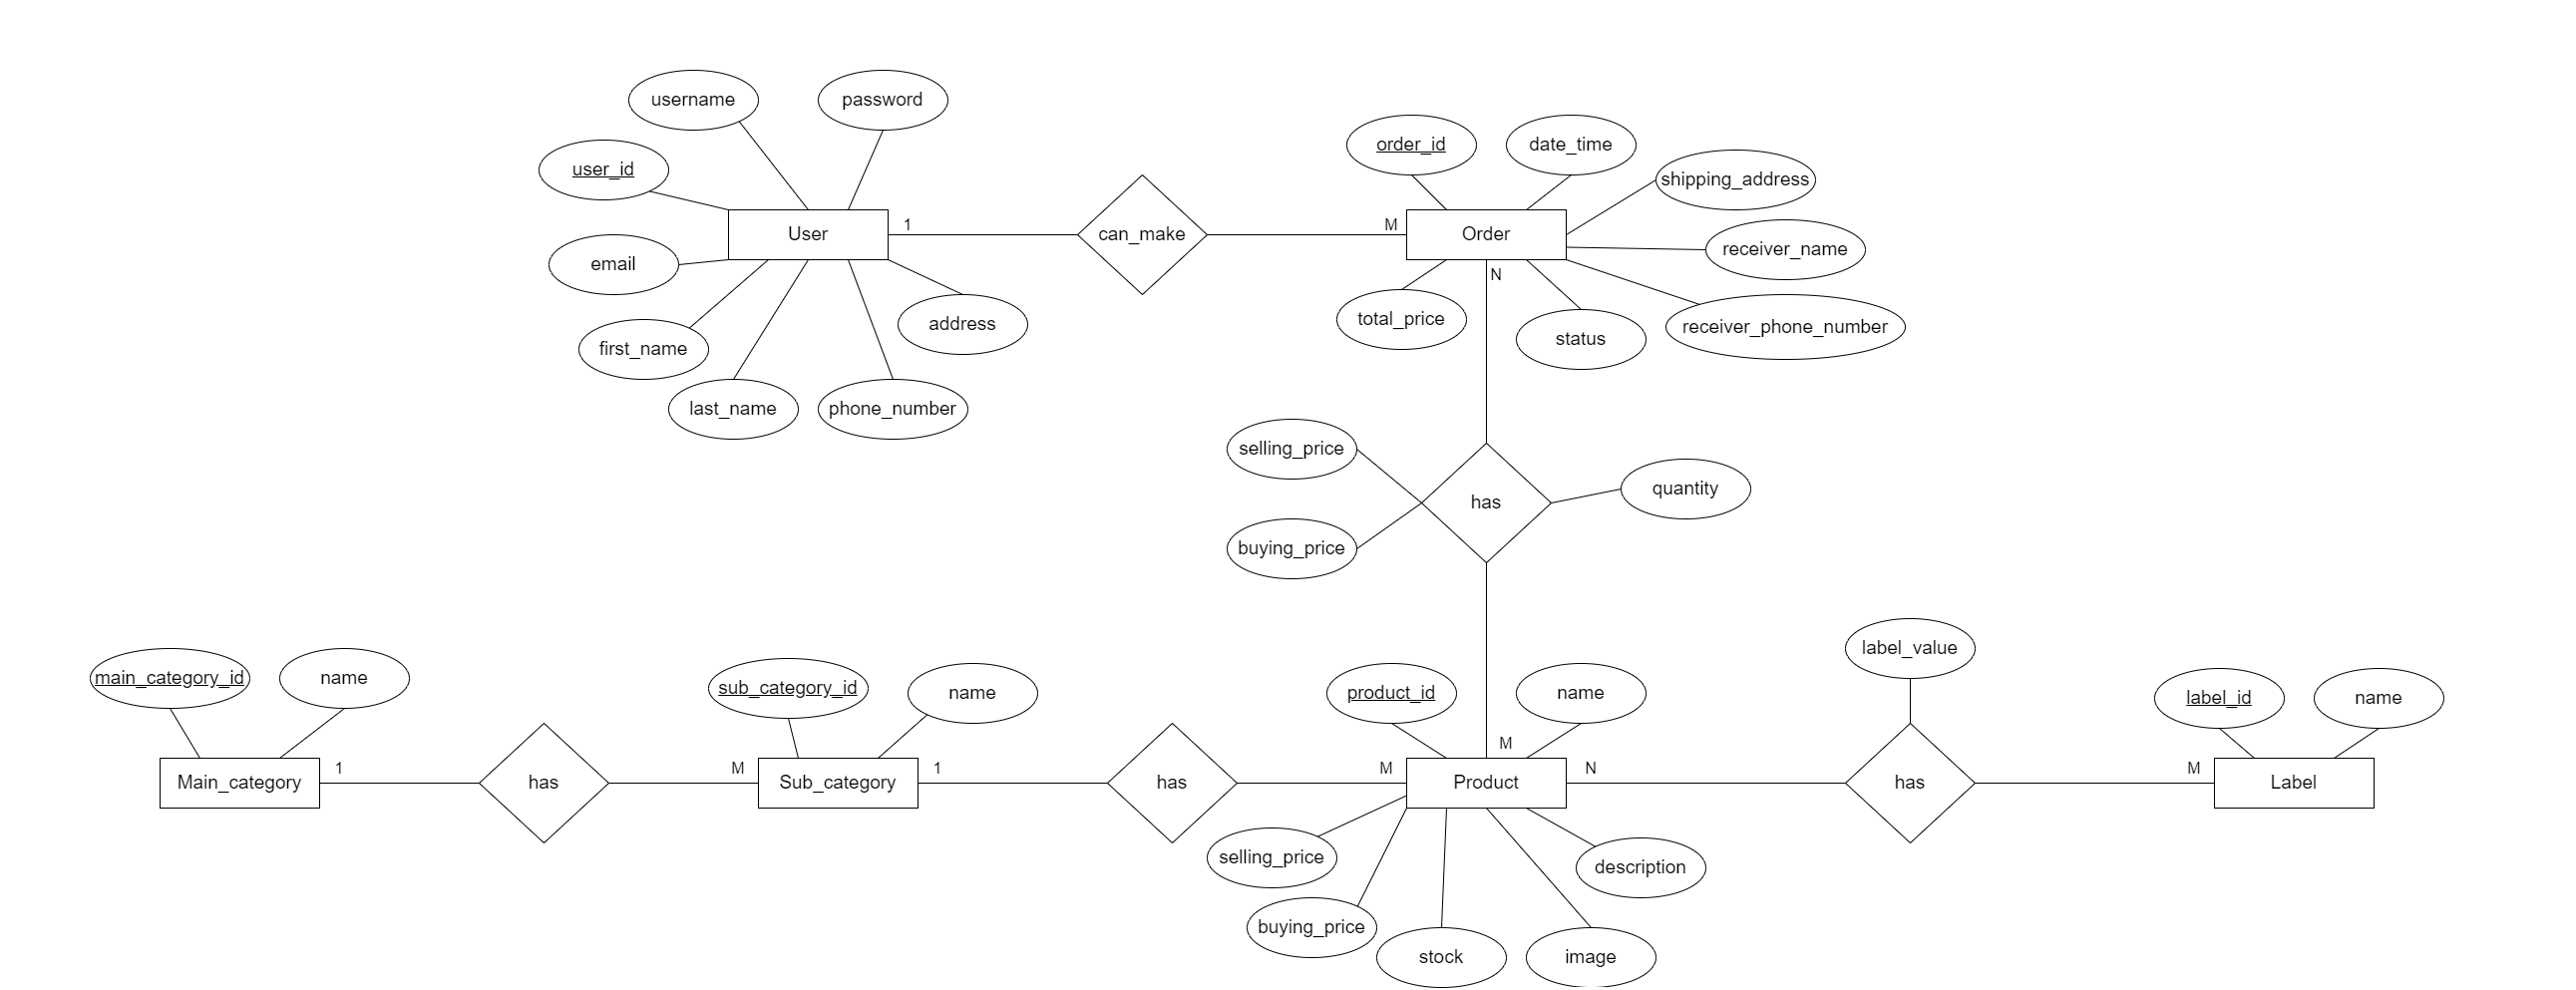 username
password
user_id
email
first_name
last_name
phone_number
address
User
1
can_make
M
Order
order_id
date_time
shipping_address
receiver_name
receiver_phone_number
status
total_price
N
selling_price
buying_price
has
quantity
main_category_id
name
Main_category
1
has
M
sub_category_id
name
Sub_category
1
has
M
product_id
name
M
Product
N
selling_price
buying_price
stock
image
description
label_value
has
M
label_id
name
Label